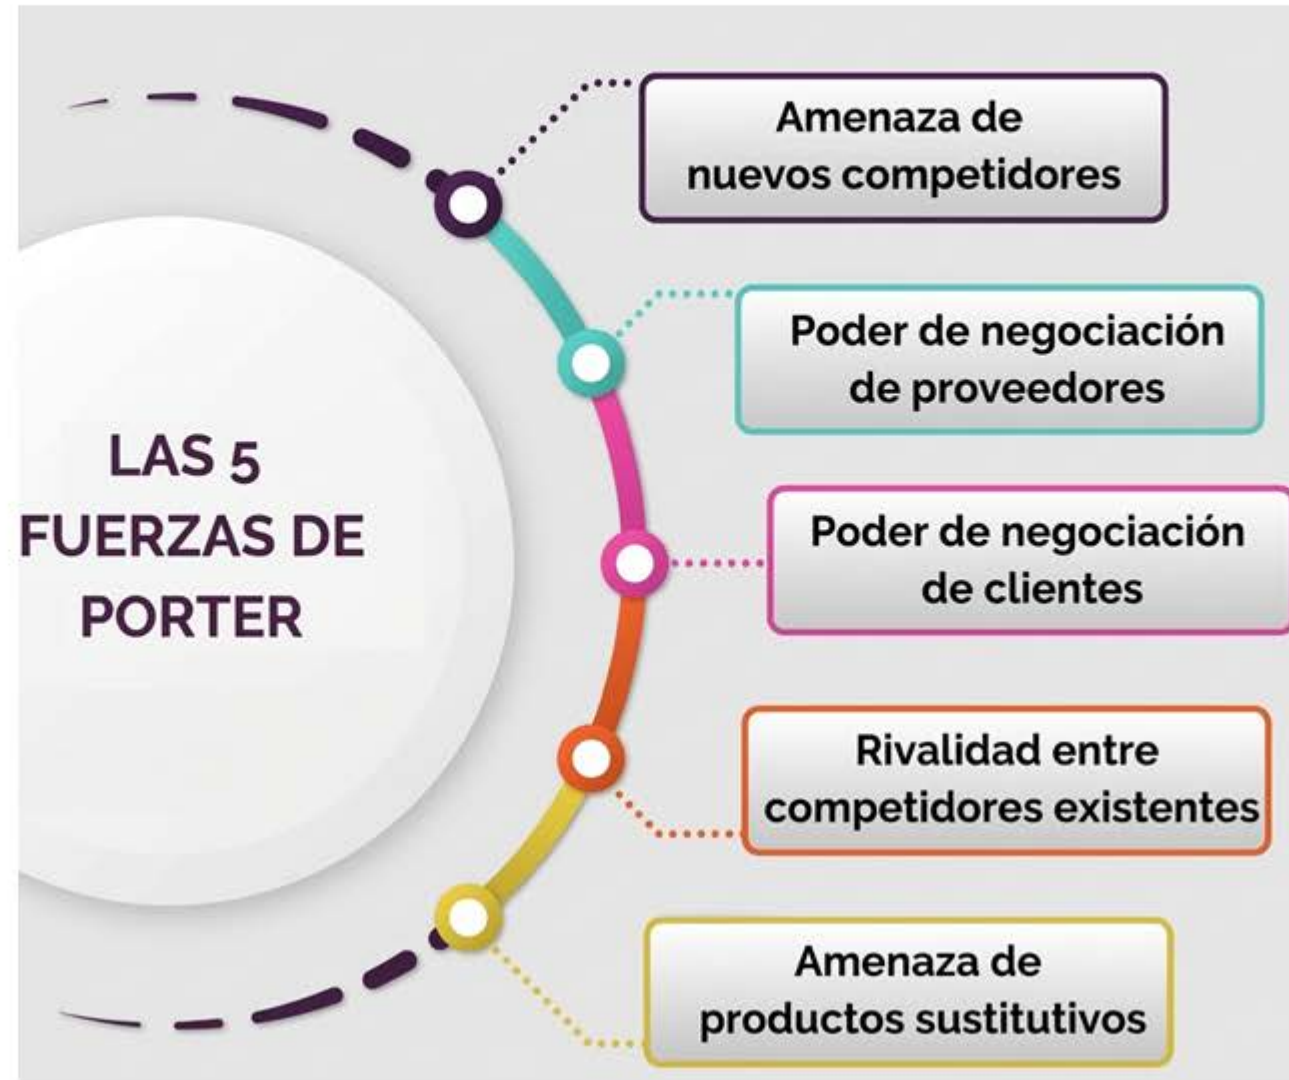 LAS 5
FUERZAS DE
PORTER
Amenaza de
nuevos competidores
Poder de negociación
de proveedores
Poder de negociación
de clientes
Rivalidad entre
competidores existentes
Amenaza de
productos sustitutivos